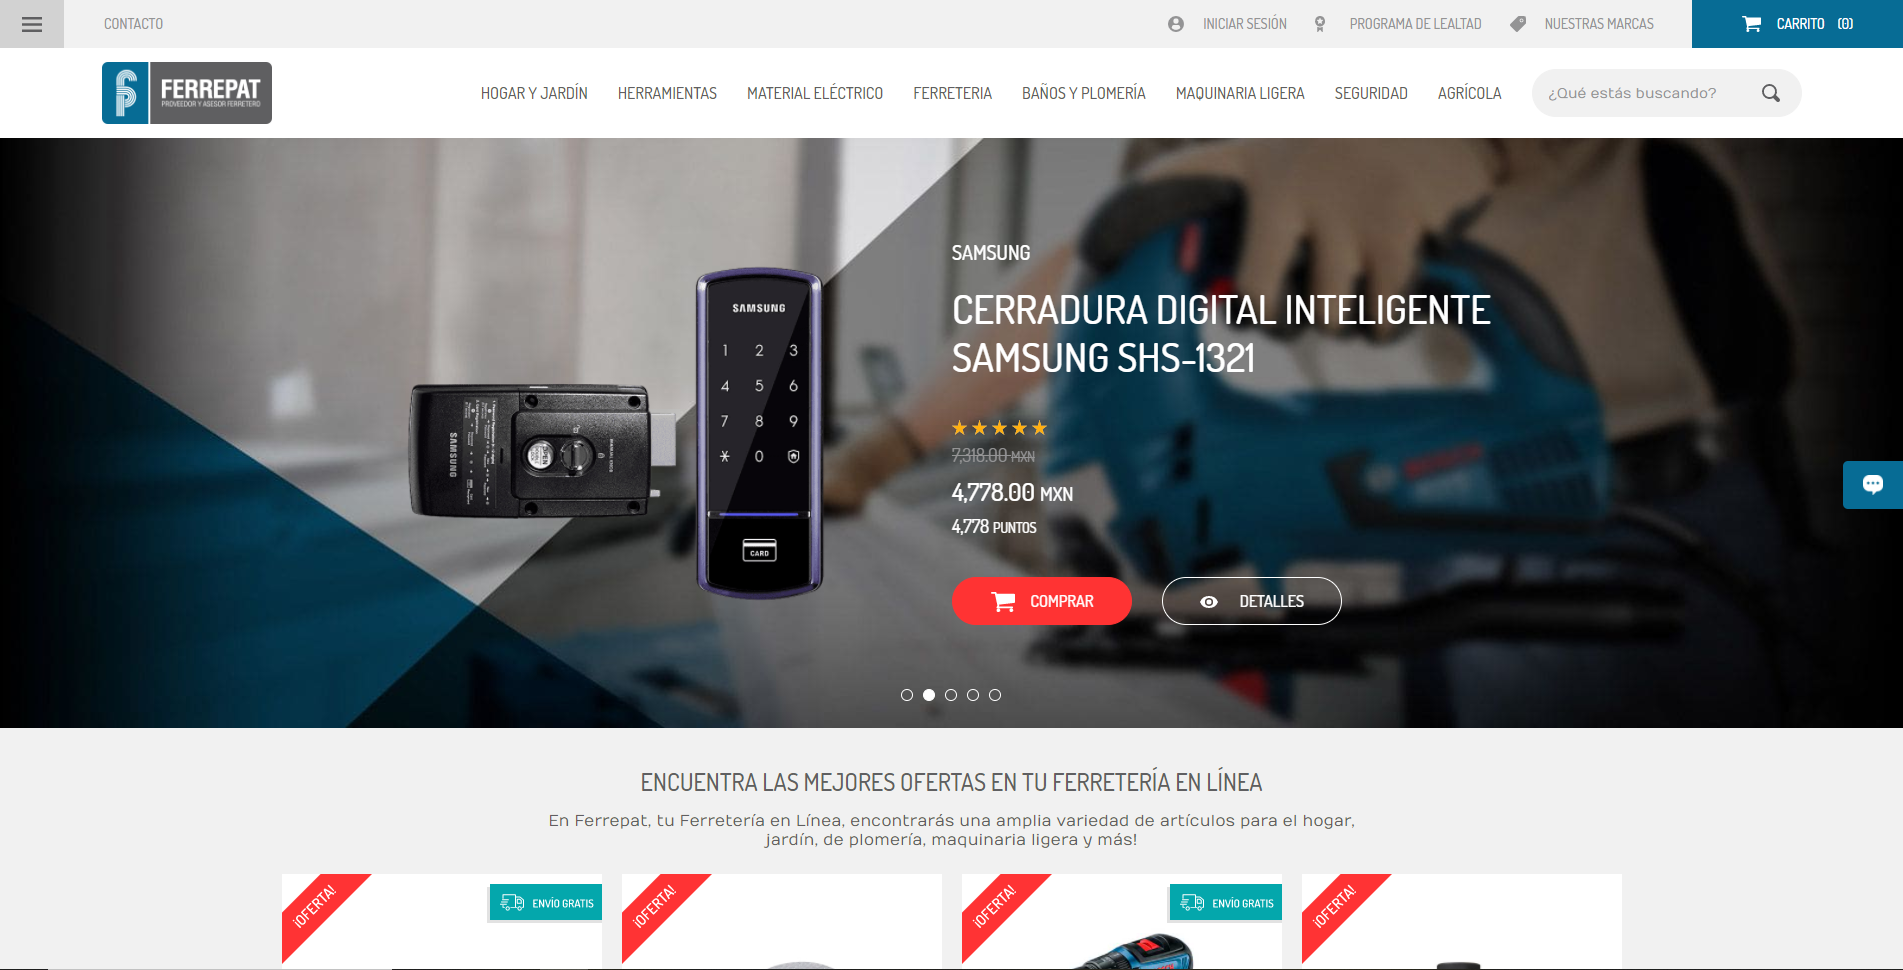 CONTACTO
INICIAR SESIÓN
PROGRAMA DE LEALTAD
NUESTRAS MARCAS
CARRITO (0)
FERREPAT
PROVEEDOR Y ASESOR FERRETERO
HOGAR Y JARDÍN
HERRAMIENTAS
MATERIAL ELÉCTRICO
FERRETERIA
BAÑOS Y PLOMERÍA
MAQUINARIA LIGERA
SEGURIDAD
AGRÍCOLA
¿Qué estás buscando?
SAMSUNG
CERRADURA DIGITAL INTELIGENTE
SAMSUNG SHS-1321
7,318.00 MXN
4,778.00 MXN
4,778 PUNTOS
COMPRAR
DETALLES
SAMSUNG
1 2 3
4 5 6
7 8 9
* 0
CARD
SAMSUNG
OPEN
BOSCH
ENCUENTRA LAS MEJORES OFERTAS EN TU FERRETERÍA EN LÍNEA
En Ferrepat, tu Ferretería en Línea, encontrarás una amplia variedad de artículos para el hogar,
jardín, de plomería, maquinaria ligera y más!
¡OFERTA!
ENVÍO GRATIS
¡OFERTA!
¡OFERTA!
ENVÍO GRATIS
¡OFERTA!